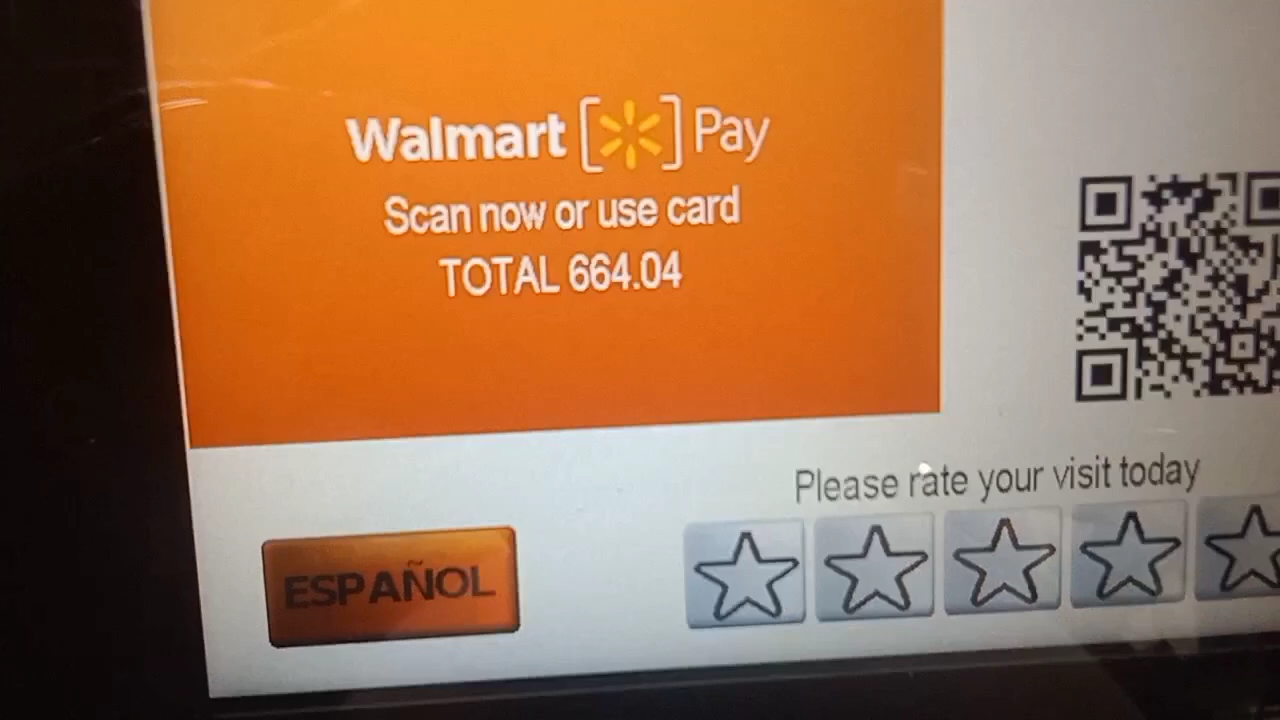 Walmart Pay
Scan now or use card
TOTAL 664.04
Please rate your visit today
ESPAÑOL